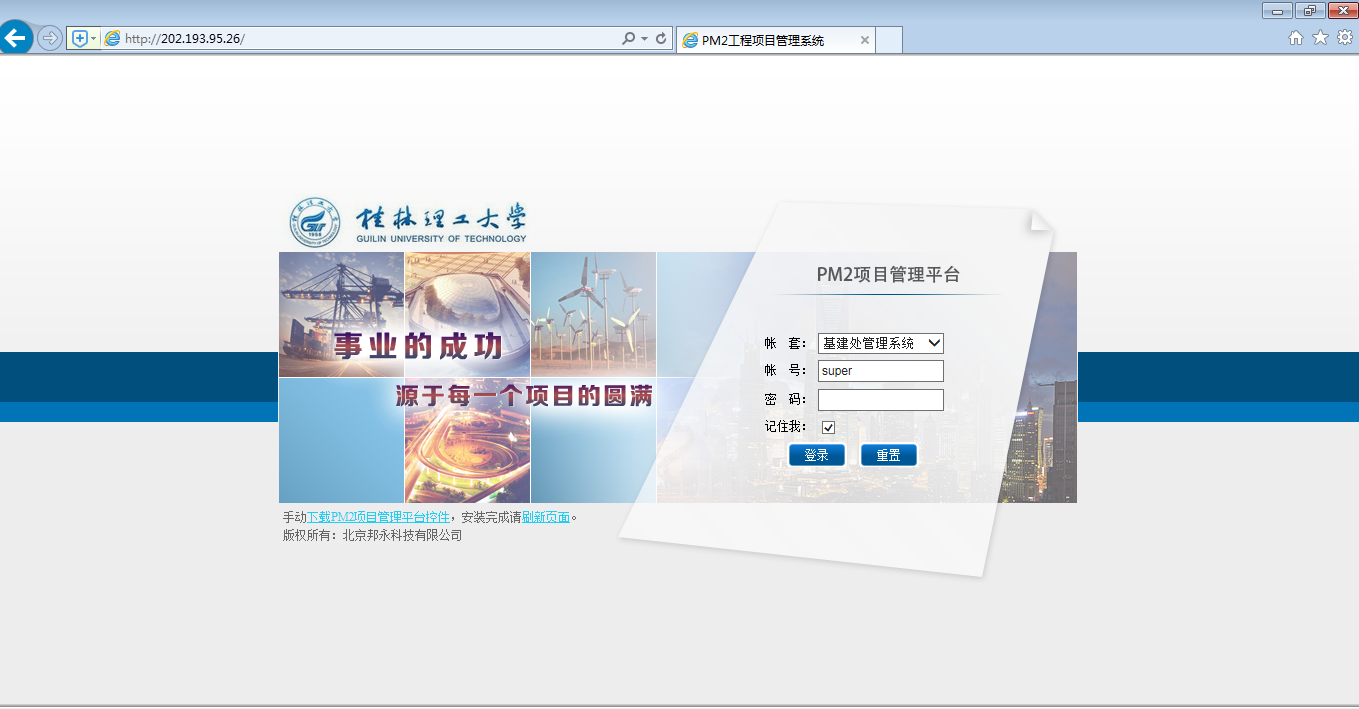 http://202.193.95.26/
PM2工程项目管理系统
桂林理工大学
GUILIN UNIVERSITY OF TECHNOLOGY
事业的成功
源于每一个项目的圆满
PM2项目管理平台
帐 套： 基建处管理系统
帐 号： super
密 码：
记住我：
登录 重置
手动下载PM2项目管理平台控件，安装完成请刷新页面。
版权所有：北京邦永科技有限公司